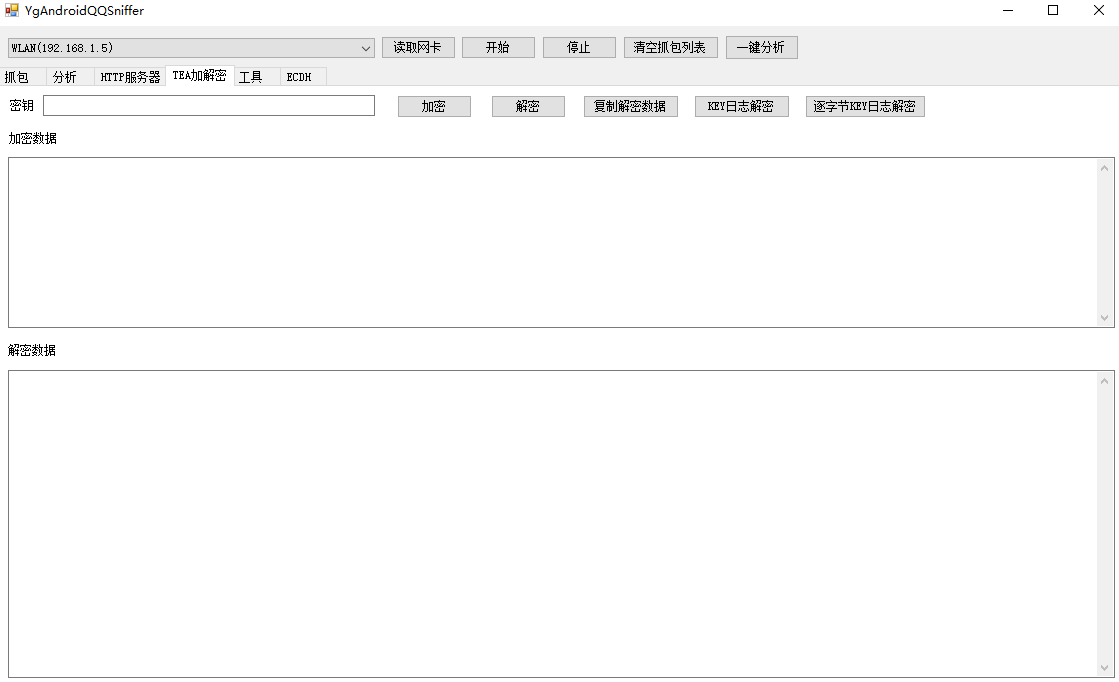 YgAndroidQQSniffer
WLAN(192.168.1.5) 读取网卡 开始 停止 清空抓包列表 一键分析
抓包 分析 HTTP服务器 TEA加解密 工具 ECDH
密钥 加密 解密 复制解密数据 KEY日志解密 逐字节KEY日志解密
加密数据
解密数据